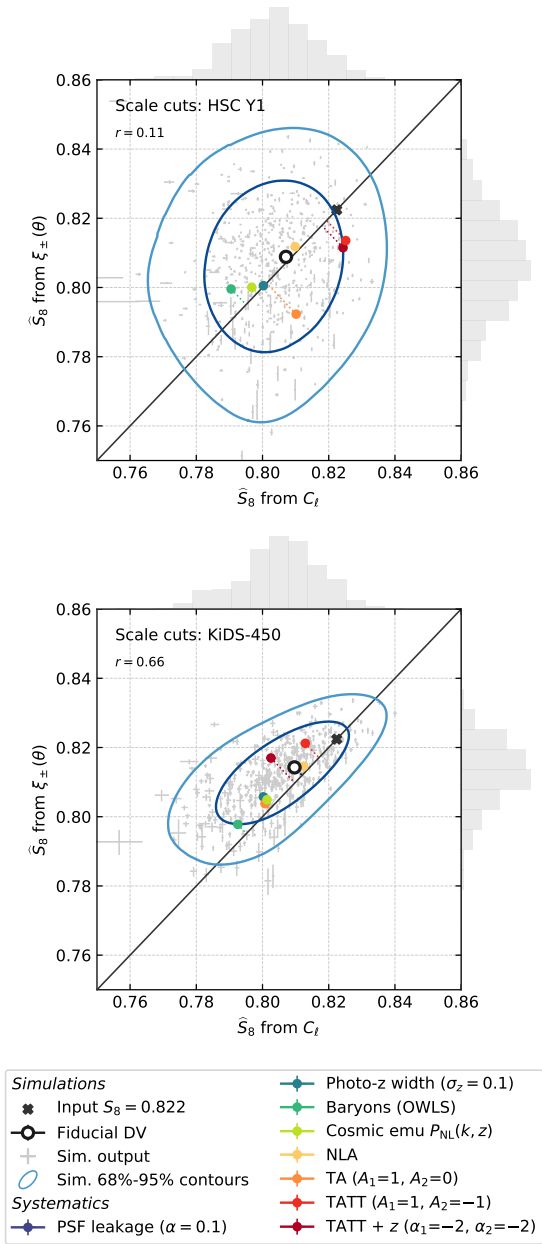 0.86
Scale cuts: HSC Y1
r = 0.11
0.84
0.82
0.80
0.78
0.76
Ŝ₈ from ξ±(θ)
0.76 0.78 0.80 0.82 0.84 0.86
Ŝ₈ from Cℓ
0.86
Scale cuts: KiDS-450
r = 0.66
0.84
0.82
0.80
0.78
0.76
Ŝ₈ from ξ±(θ)
0.76 0.78 0.80 0.82 0.84 0.86
Ŝ₈ from Cℓ
Simulations
Input S₈ = 0.822
Fiducial DV
Sim. output
Sim. 68%-95% contours
Systematics
PSF leakage (α = 0.1)
Photo-z width (σz = 0.1)
Baryons (OWLS)
Cosmic emu PNL(k, z)
NLA
TA (A₁=1, A₂=0)
TATT (A₁=1, A₂=−1)
TATT + z (α₁=−2, α₂=−2)